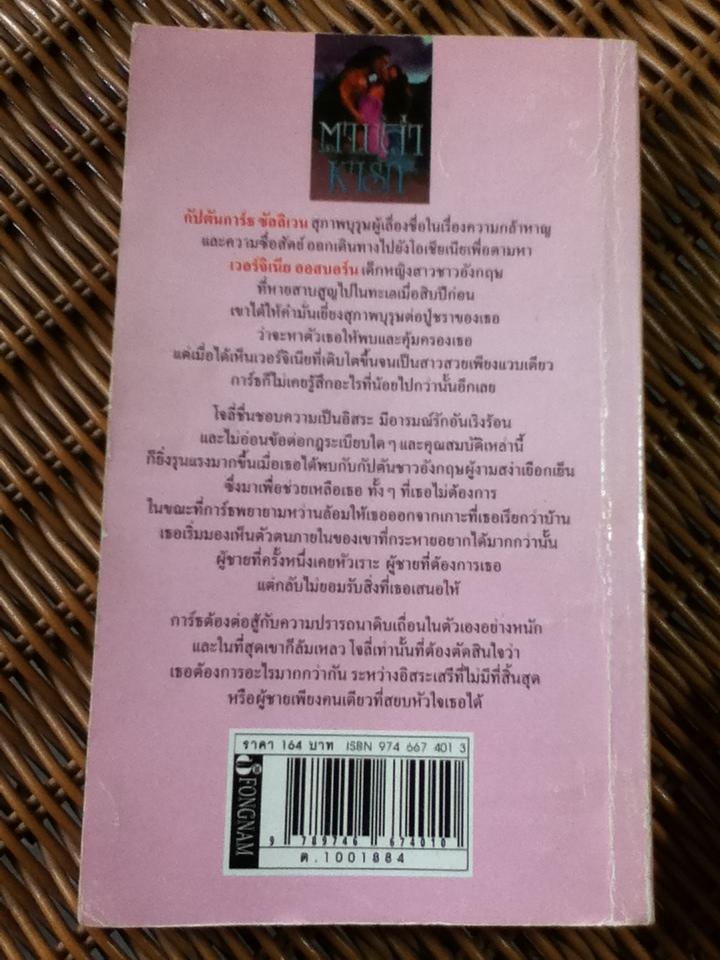 ตามล่า
หารัก
กัปตันการ์ธ ซัลลิเวน สุภาพบุรุษผู้เลื่องชื่อในเรื่องความกล้าหาญ
และความซื่อสัตย์ ออกเดินทางไปยังโอเชียเนียเพื่อตามหา
เวอร์จิเนีย ออสบอร์น เด็กหญิงสาวชาวอังกฤษ
ที่หายสาบสูญไปในทะเลเมื่อสิบปีก่อน
เขาได้ให้คำมั่นเยี่ยงสุภาพบุรุษต่อปู่ชราของเธอ
ว่าจะหาตัวเธอให้พบและคุ้มครองเธอ
แต่เมื่อได้เห็นเวอร์จิเนียที่เติบโตขึ้นจนเป็นสาวสวยเพียงแวบเดียว
การ์ธก็ไม่เคยรู้สึกอะไรที่น้อยไปกว่านั้นอีกเลย
โจลี่ชื่นชอบความเป็นอิสระ มีอารมณ์รักอันเริงร้อน
และไม่อ่อนข้อต่อกฎระเบียบใด ๆ และคุณสมบัติเหล่านี้
ก็ยิ่งรุนแรงมากขึ้นเมื่อเธอได้พบกับกัปตันชาวอังกฤษผู้งามสง่าเยือกเย็น
ซึ่งมาเพื่อช่วยเหลือเธอ ทั้ง ๆ ที่เธอไม่ต้องการ
ในขณะที่การ์ธพยายามหว่านล้อมให้เธอออกจากเกาะที่เธอเรียกว่าบ้าน
เธอเริ่มมองเห็นตัวตนภายในของเขาที่กระหายอยากได้มากกว่านั้น
ผู้ชายที่ครั้งหนึ่งเคยหัวเราะ ผู้ชายที่ต้องการเธอ
แต่กลับไม่ยอมรับสิ่งที่เธอเสนอให้
การ์ธต้องต่อสู้กับความปรารถนาดิบเถื่อนในตัวเองอย่างหนัก
และในที่สุดเขาก็ล้มเหลว โจลี่เท่านั้นที่ต้องตัดสินใจว่า
เธอต้องการอะไรมากกว่ากัน ระหว่างอิสระเสรีที่ไม่มีที่สิ้นสุด
หรือผู้ชายเพียงคนเดียวที่สยบหัวใจเธอได้
ราคา 164 บาท ISBN 974 667 401 3
FONGNAM
9 789746 674010
ต.1001884